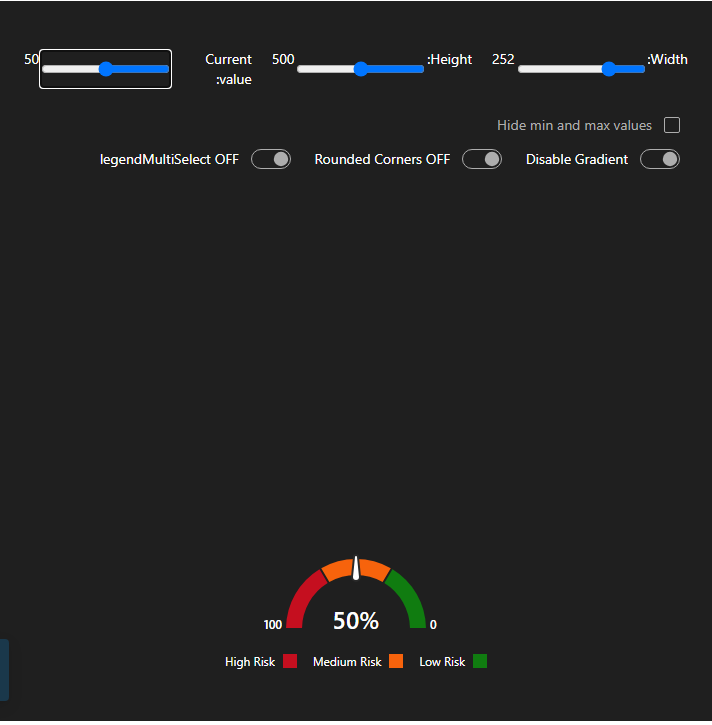 :Width
252
:Height
500
Current
:value
50
Hide min and max values
Disable Gradient
Rounded Corners OFF
legendMultiSelect OFF
100
50%
0
High Risk
Medium Risk
Low Risk